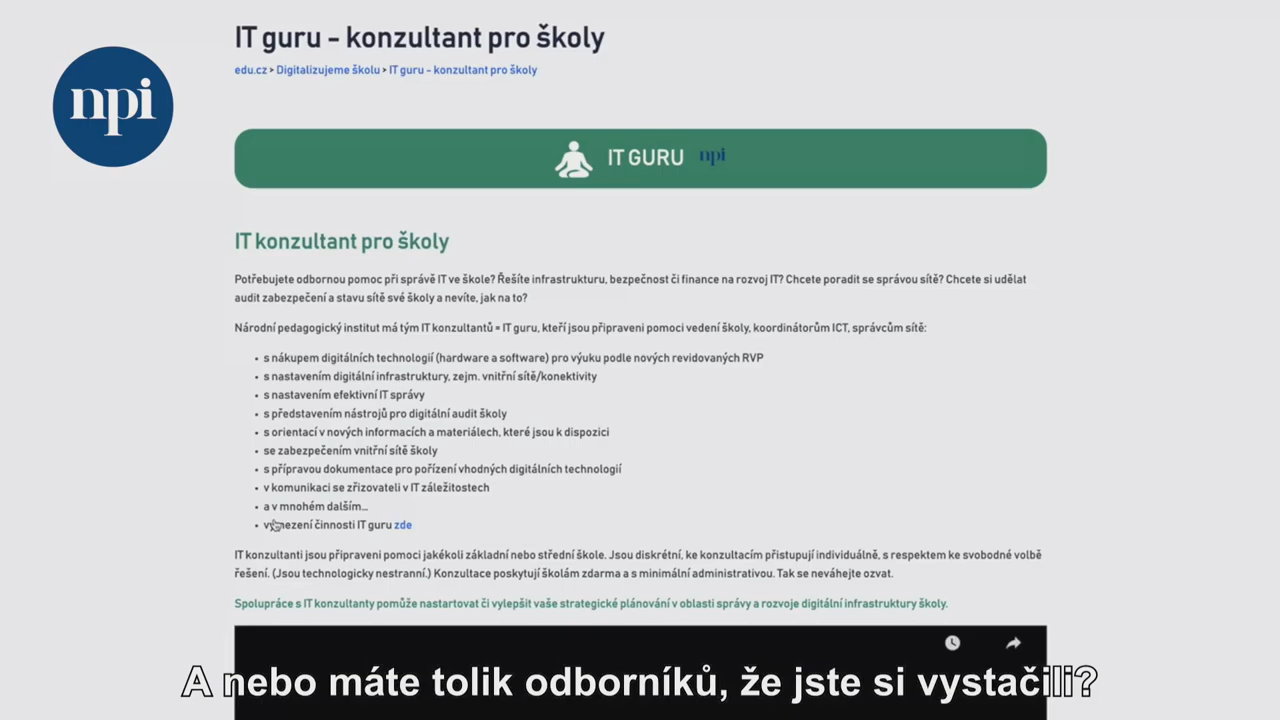 IT guru - konzultant pro školy
npi
edu.cz > Digitalizujeme školu > IT guru - konzultant pro školy
IT GURU npi
IT konzultant pro školy
Potřebujete odbornou pomoc při správě IT ve škole? Řešíte infrastrukturu, bezpečnost či finance na rozvoj IT? Chcete poradit se správou sítě? Chcete si udělat
audit zabezpečení a stavu sítě své školy a nevíte, jak na to?
Národní pedagogický institut má tým IT konzultantů = IT guru, kteří jsou připraveni pomoci vedení školy, koordinátorům ICT, správcům sítě:
• s nákupem digitálních technologií (hardware a software) pro výuku podle nových revidovaných RVP
• s nastavením digitální infrastruktury, zejm. vnitřní sítě/konektivity
• s nastavením efektivní IT správy
• s představením nástrojů pro digitální audit školy
• s orientací v nových informacích a materiálech, které jsou k dispozici
• se zabezpečením vnitřní sítě školy
• s přípravou dokumentace pro pořízení vhodných digitálních technologií
• v komunikaci se zřizovateli v IT záležitostech
• a v mnohém dalším...
• vymezení činnosti IT guru zde
IT konzultanti jsou připraveni pomoci jakékoli základní nebo střední škole. Jsou diskrétní, ke konzultacím přistupují individuálně, s respektem ke svobodné volbě
řešení. (Jsou technologicky nestranní.) Konzultace poskytují školám zdarma a s minimální administrativou. Tak se neváhejte ozvat.
Spolupráce s IT konzultanty pomůže nastartovat či vylepšit vaše strategické plánování v oblasti správy a rozvoje digitální infrastruktury školy.
A nebo máte tolik odborníků, že jste si vystačili?